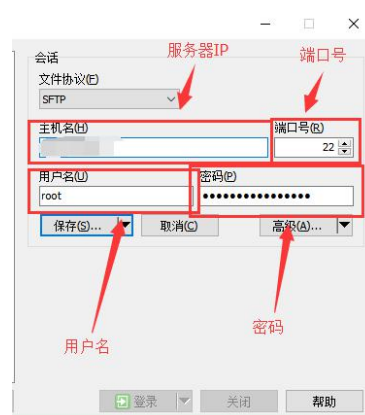 会话
服务器IP
端口号
文件协议(F)
SFTP
主机名(H)
端口号(R)
22
用户名(U)
密码(P)
root
保存(S)...
取消(C)
高级(A)...
密码
用户名
登录
关闭
帮助